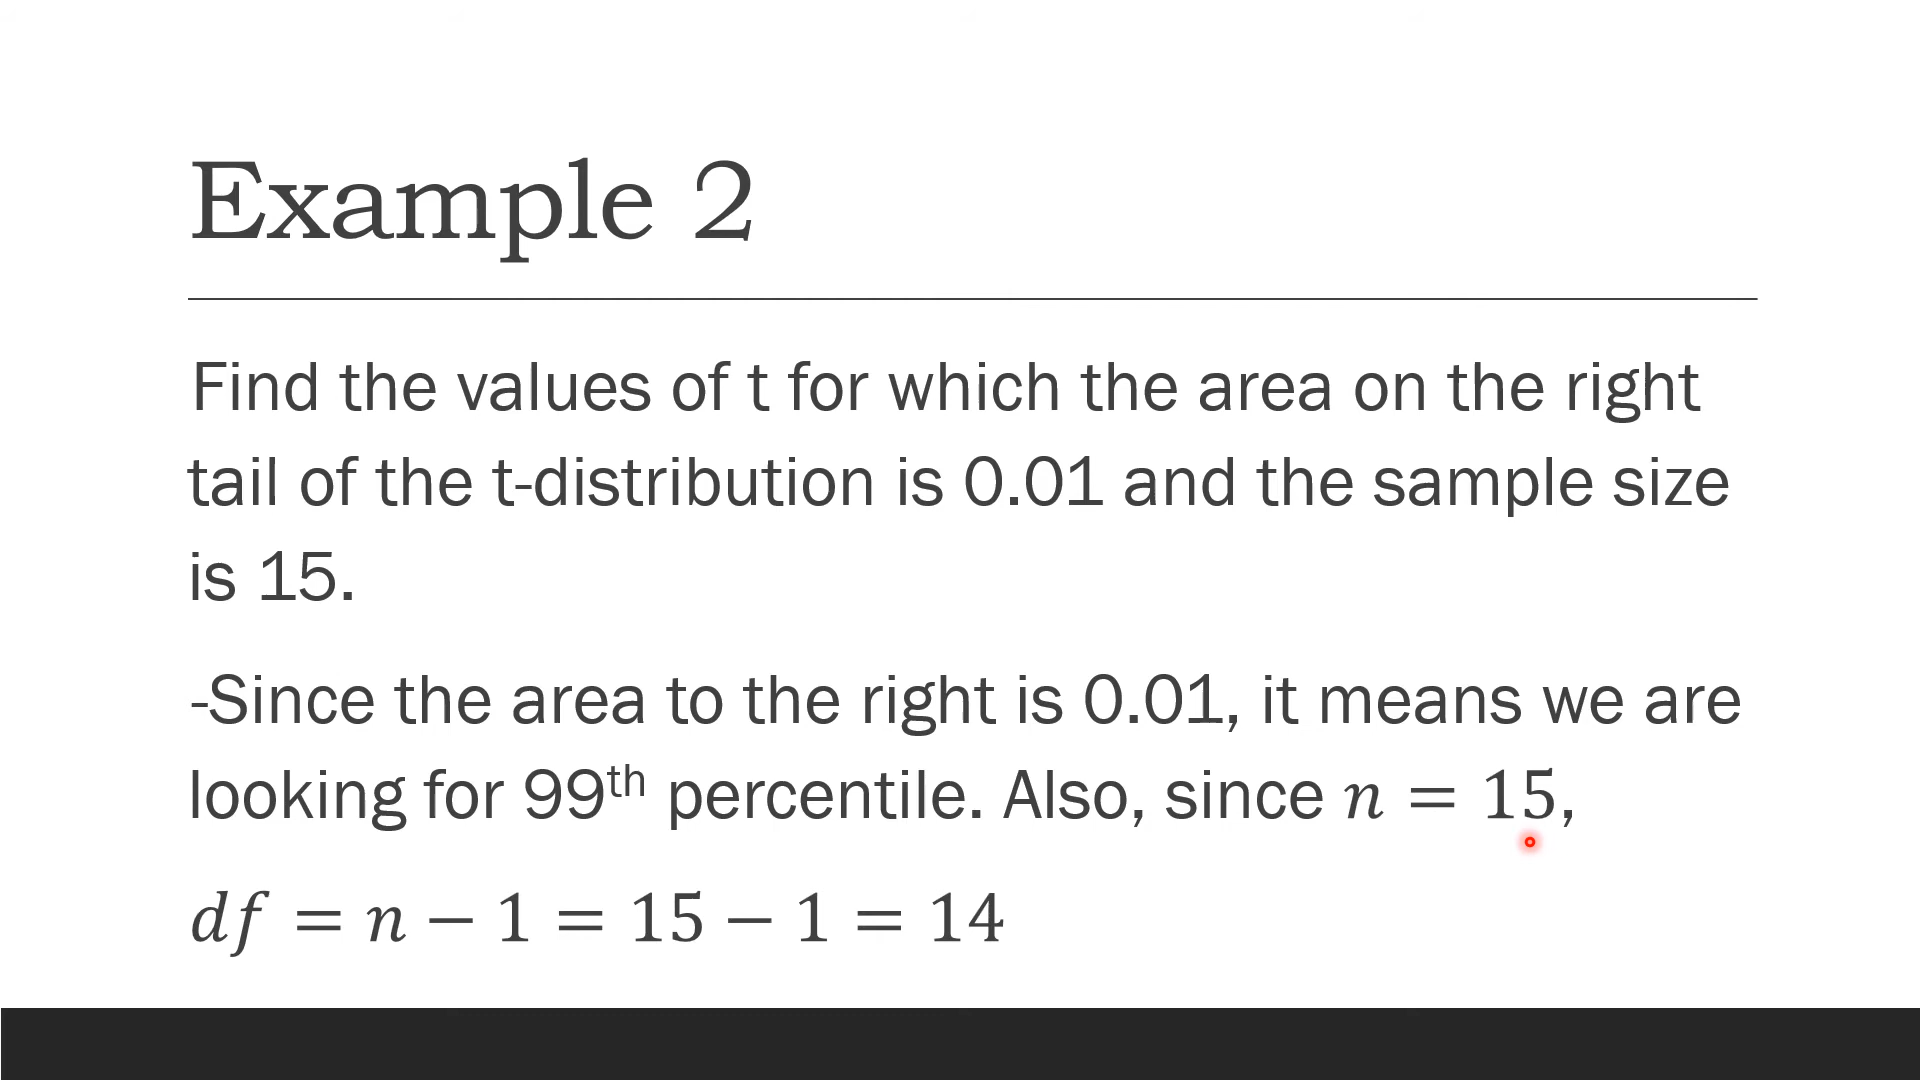 Example 2
Find the values of t for which the area on the right
tail of the t-distribution is 0.01 and the sample size
is 15.
-Since the area to the right is 0.01, it means we are
looking for 99th percentile. Also, since n = 15,
df = n − 1 = 15 − 1 = 14